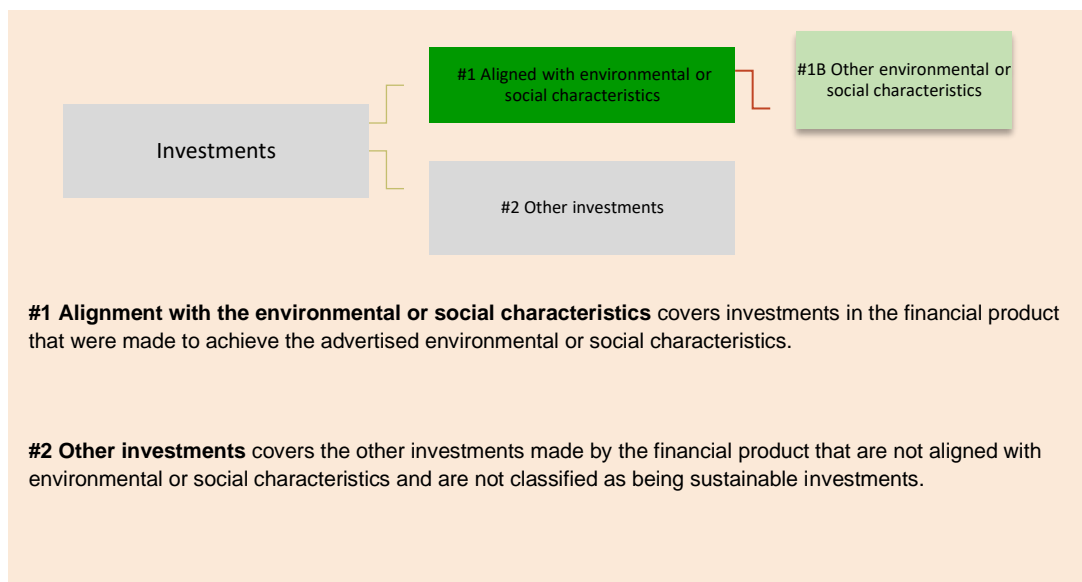 #1 Aligned with environmental or
social characteristics
#1B Other environmental or
social characteristics
Investments
#2 Other investments
#1 Alignment with the environmental or social characteristics covers investments in the financial product
that were made to achieve the advertised environmental or social characteristics.
#2 Other investments covers the other investments made by the financial product that are not aligned with
environmental or social characteristics and are not classified as being sustainable investments.